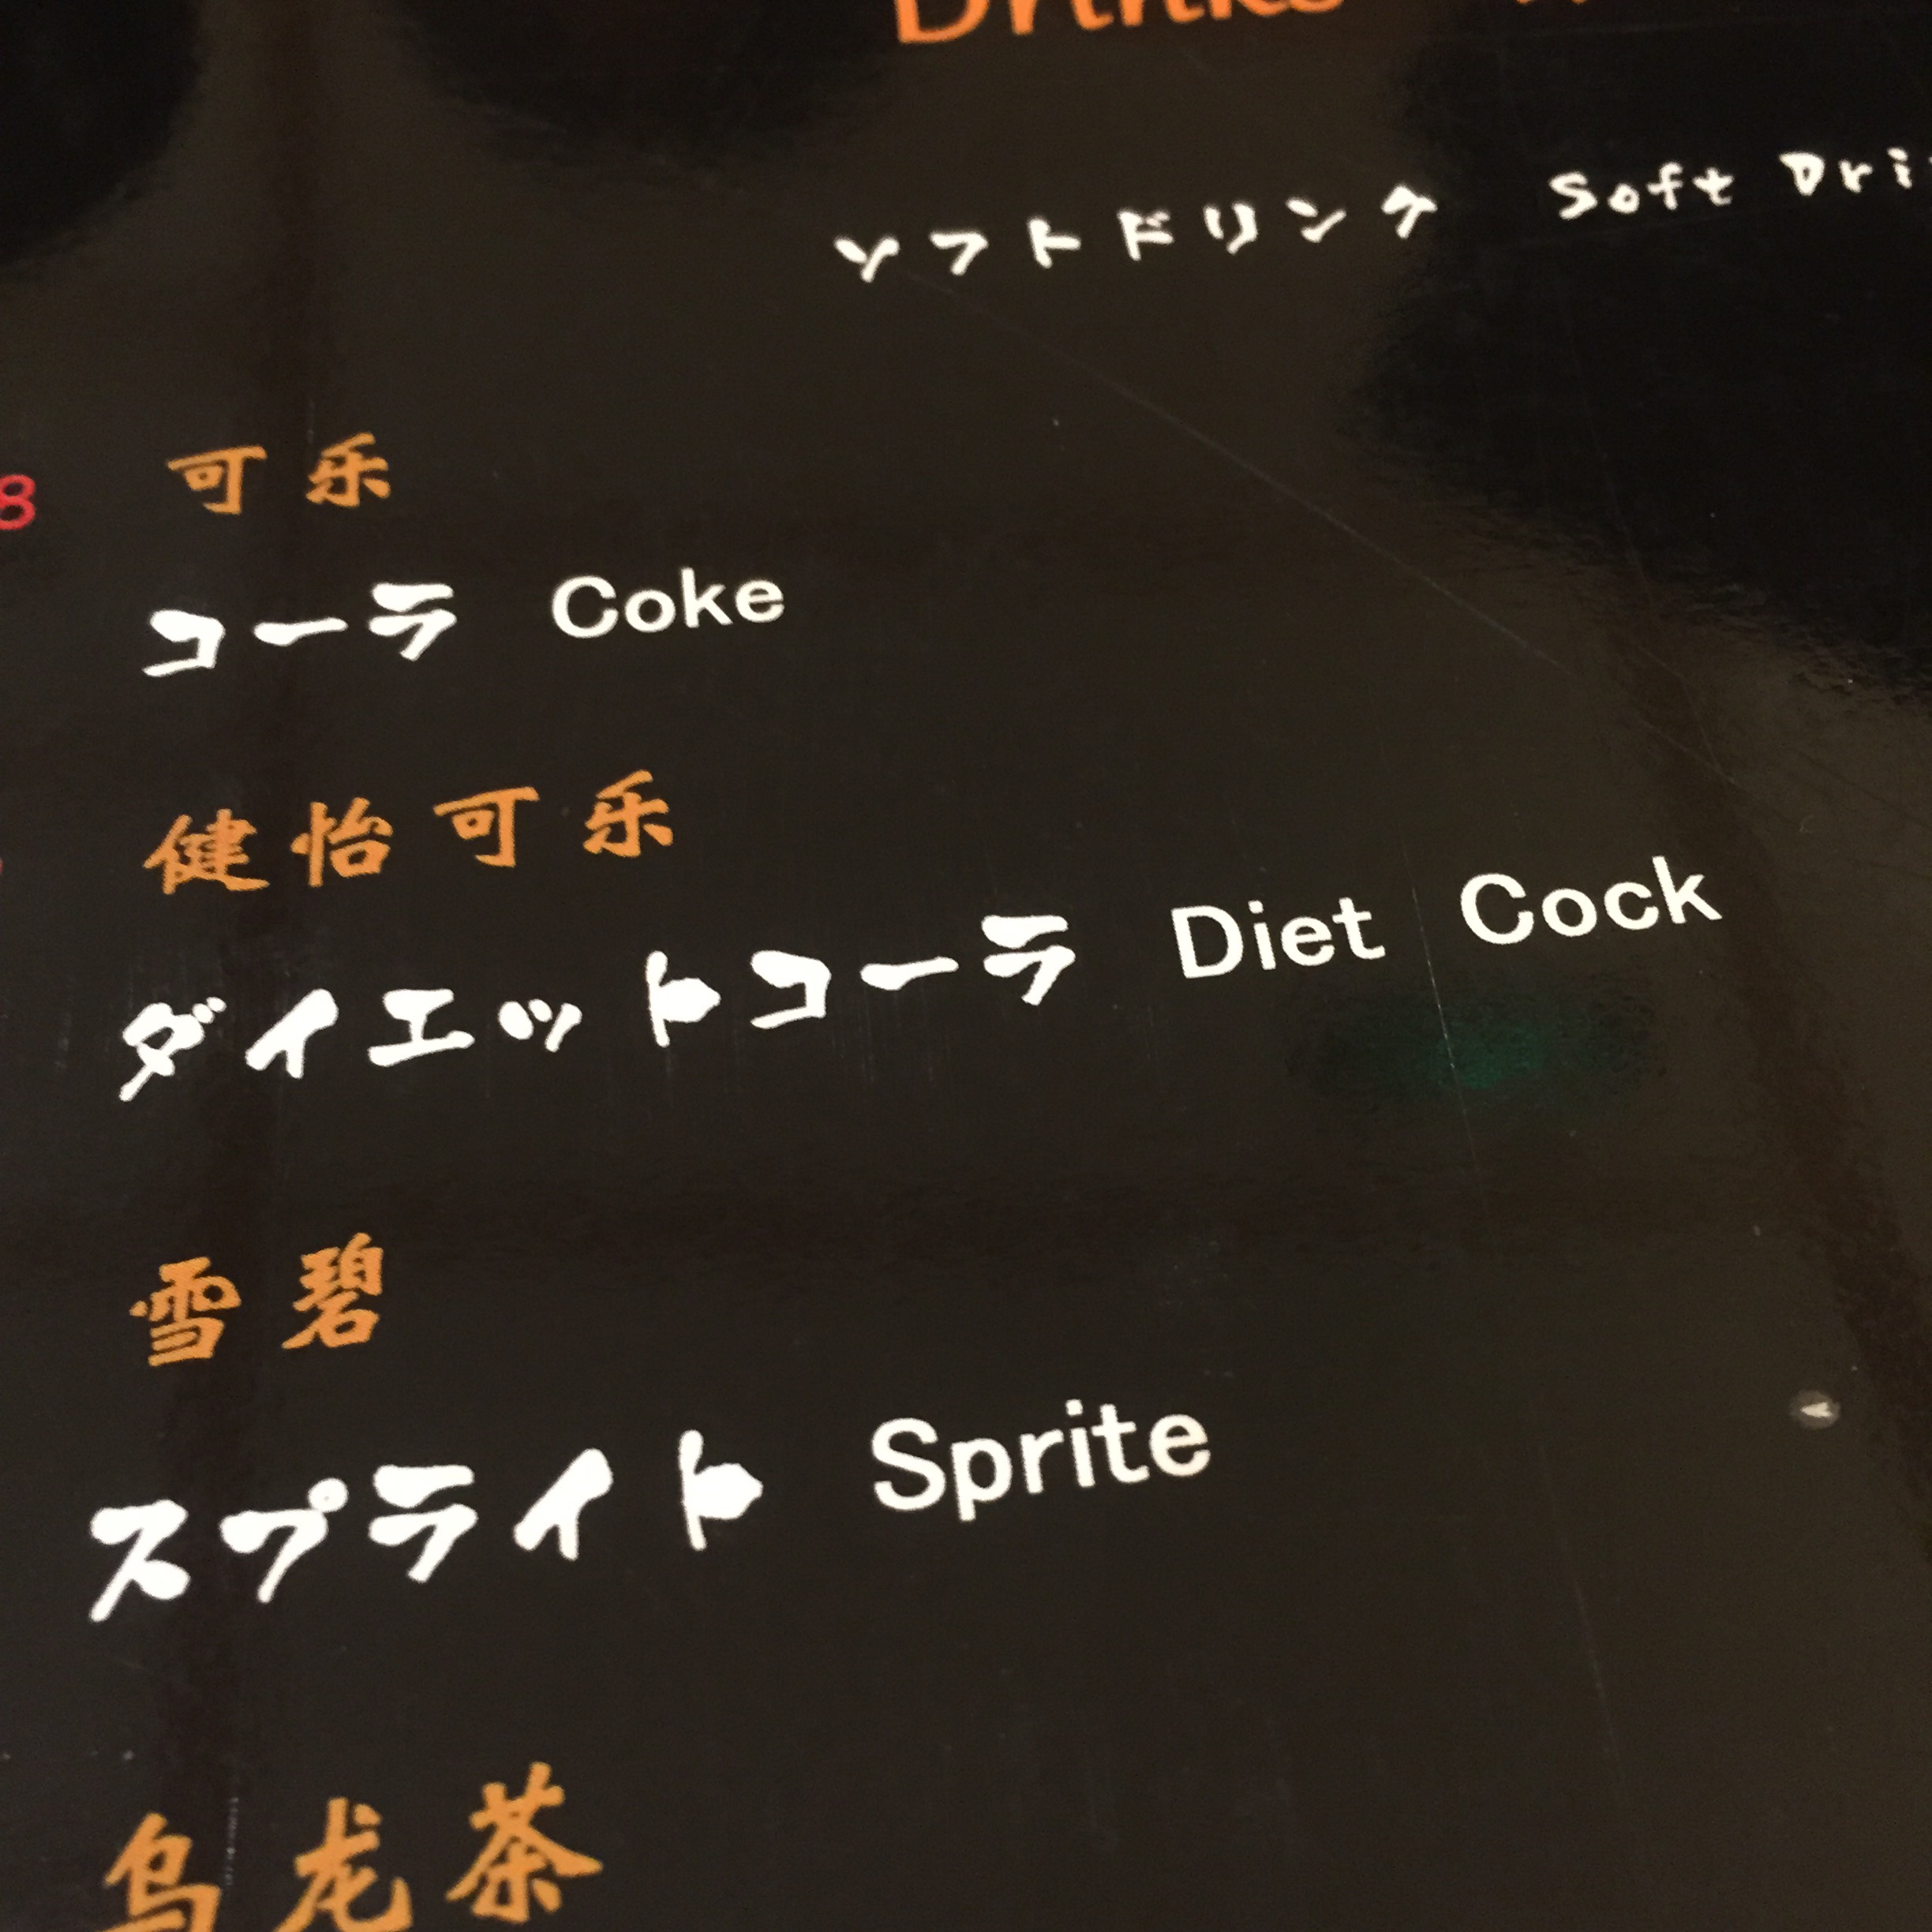 Drinks
ソフトドリンク Soft
8 可乐
コーラ Coke
健怡可乐
ダイエットコーラ Diet Cock
雪碧
スプライト Sprite
乌龙茶